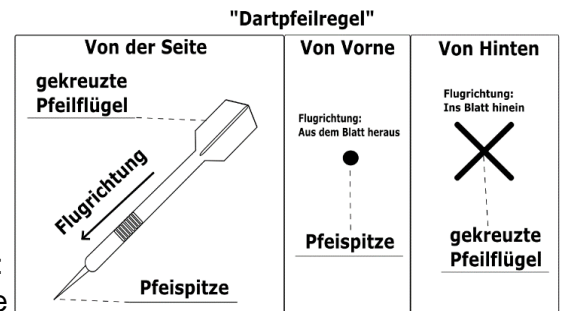 "Dartpfeilregel"
Von der Seite
gekreuzte
Pfeilflügel
Flugrichtung
Pfeispitze
Von Vorne
Flugrichtung:
Aus dem Blatt heraus
Pfeispitze
Von Hinten
Flugrichtung:
Ins Blatt hinein
gekreuzte
Pfeilflügel
e